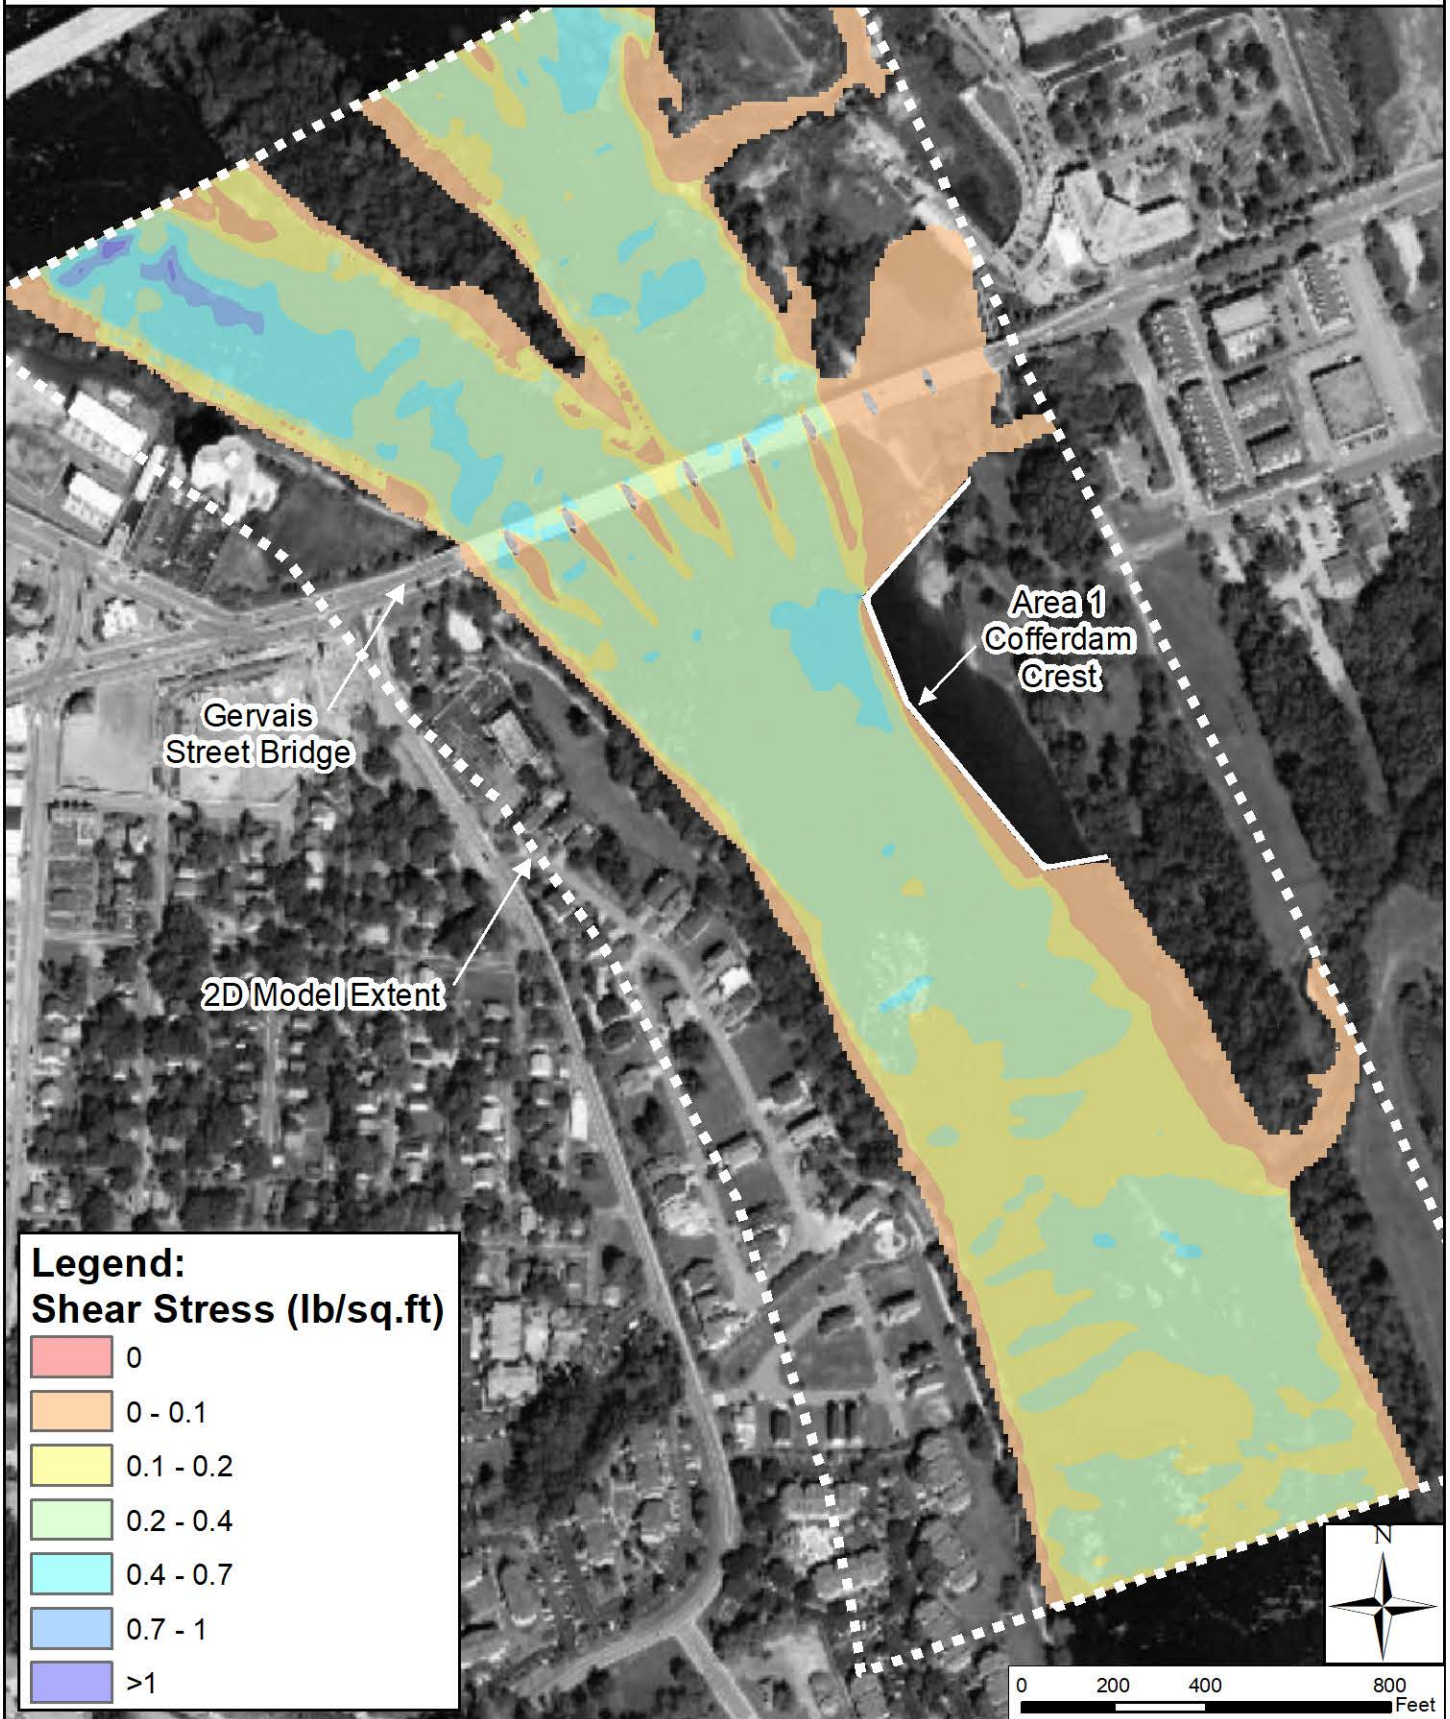 Area 1
Cofferdam
Crest
Gervais
Street Bridge
2D Model Extent
Legend:
Shear Stress (lb/sq.ft)
0
0 - 0.1
0.1 - 0.2
0.2 - 0.4
0.4 - 0.7
0.7 - 1
>1
N
0 200 400 800
Feet